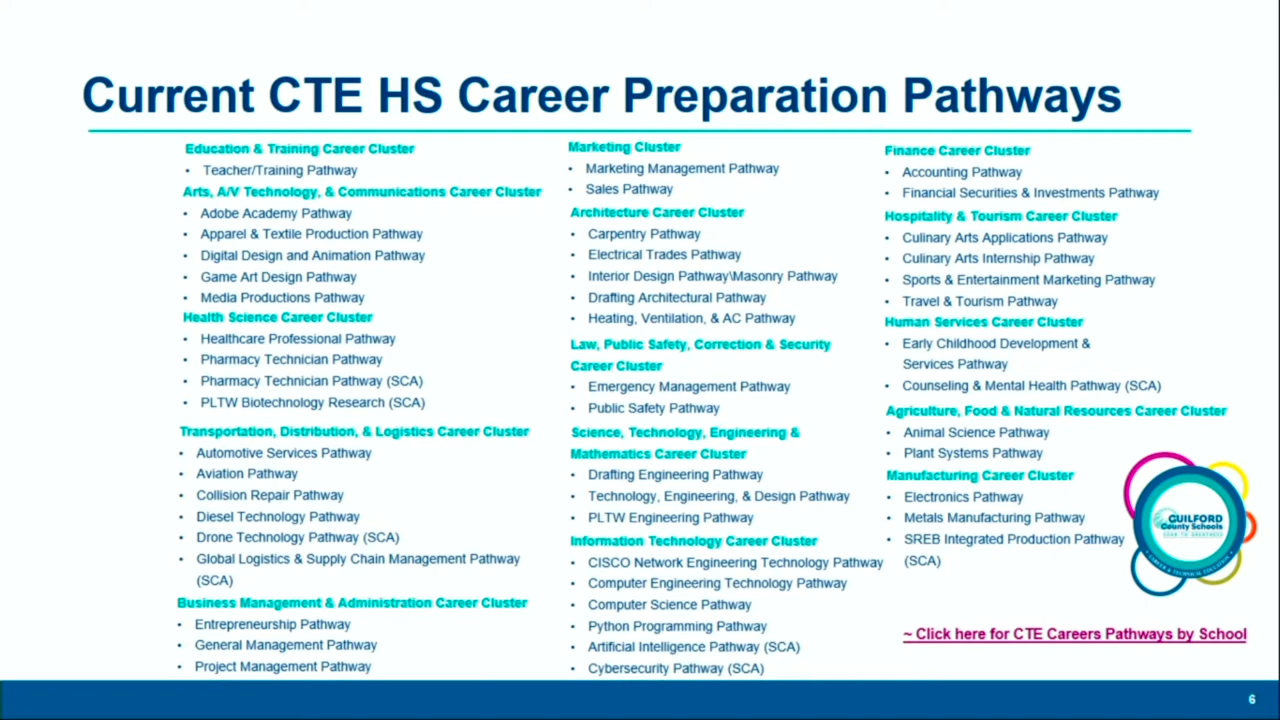 Current CTE HS Career Preparation Pathways
Education & Training Career Cluster
• Teacher/Training Pathway
Arts, A/V Technology, & Communications Career Cluster
• Adobe Academy Pathway
• Apparel & Textile Production Pathway
• Digital Design and Animation Pathway
• Game Art Design Pathway
• Media Productions Pathway
Health Science Career Cluster
• Healthcare Professional Pathway
• Pharmacy Technician Pathway
• Pharmacy Technician Pathway (SCA)
• PLTW Biotechnology Research (SCA)
Transportation, Distribution, & Logistics Career Cluster
• Automotive Services Pathway
• Aviation Pathway
• Collision Repair Pathway
• Diesel Technology Pathway
• Drone Technology Pathway (SCA)
• Global Logistics & Supply Chain Management Pathway
(SCA)
Business Management & Administration Career Cluster
• Entrepreneurship Pathway
• General Management Pathway
• Project Management Pathway
Marketing Cluster
• Marketing Management Pathway
• Sales Pathway
Architecture Career Cluster
• Carpentry Pathway
• Electrical Trades Pathway
• Interior Design Pathway\Masonry Pathway
• Drafting Architectural Pathway
• Heating, Ventilation, & AC Pathway
Law, Public Safety, Correction & Security
Career Cluster
• Emergency Management Pathway
• Public Safety Pathway
Science, Technology, Engineering &
Mathematics Career Cluster
• Drafting Engineering Pathway
• Technology, Engineering, & Design Pathway
• PLTW Engineering Pathway
Information Technology Career Cluster
• CISCO Network Engineering Technology Pathway
• Computer Engineering Technology Pathway
• Computer Science Pathway
• Python Programming Pathway
• Artificial Intelligence Pathway (SCA)
• Cybersecurity Pathway (SCA)
Finance Career Cluster
• Accounting Pathway
• Financial Securities & Investments Pathway
Hospitality & Tourism Career Cluster
• Culinary Arts Applications Pathway
• Culinary Arts Internship Pathway
• Sports & Entertainment Marketing Pathway
• Travel & Tourism Pathway
Human Services Career Cluster
• Early Childhood Development &
Services Pathway
• Counseling & Mental Health Pathway (SCA)
Agriculture, Food & Natural Resources Career Cluster
• Animal Science Pathway
• Plant Systems Pathway
Manufacturing Career Cluster
• Electronics Pathway
• Metals Manufacturing Pathway
• SREB Integrated Production Pathway
(SCA)
GUILFORD
County Schools
SOAR TO GREATNESS
~ Click here for CTE Careers Pathways by School
6